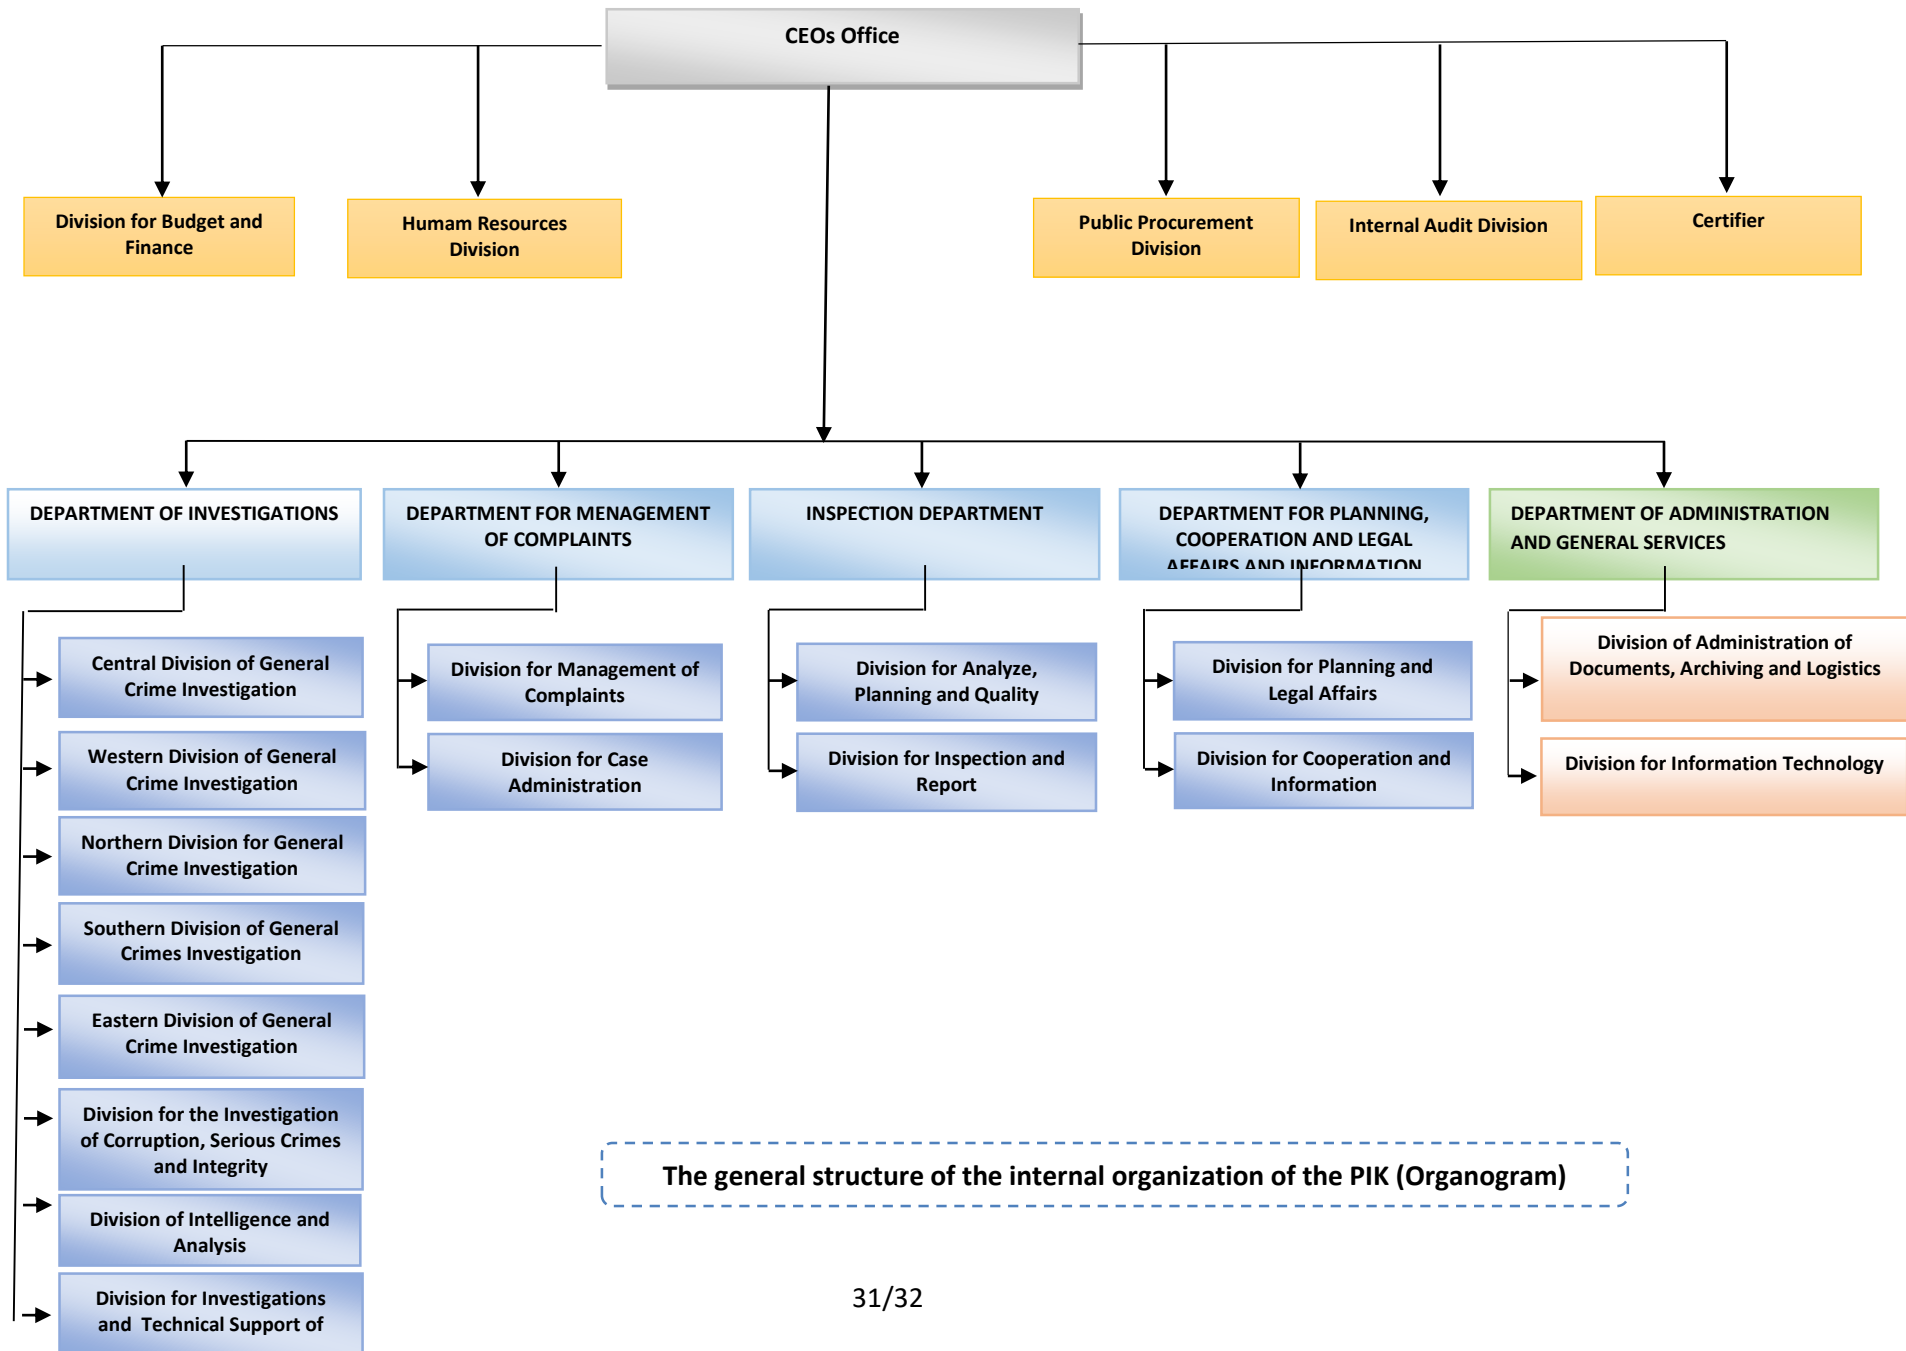 CEOs Office
Division for Budget and
Finance
Humam Resources
Division
Public Procurement
Division
Internal Audit Division
Certifier
DEPARTMENT OF INVESTIGATIONS
DEPARTMENT FOR MENAGEMENT
OF COMPLAINTS
INSPECTION DEPARTMENT
DEPARTMENT FOR PLANNING,
COOPERATION AND LEGAL
AFFAIRS AND INFORMATION
DEPARTMENT OF ADMINISTRATION
AND GENERAL SERVICES
Central Division of General
Crime Investigation
Western Division of General
Crime Investigation
Northern Division for General
Crime Investigation
Southern Division of General
Crimes Investigation
Eastern Division of General
Crime Investigation
Division for the Investigation
of Corruption, Serious Crimes
and Integrity
Division of Intelligence and
Analysis
Division for Investigations
and Technical Support of
Division for Management of
Complaints
Division for Case
Administration
Division for Analyze,
Planning and Quality
Division for Inspection and
Report
Division for Planning and
Legal Affairs
Division for Cooperation and
Information
Division of Administration of
Documents, Archiving and Logistics
Division for Information Technology
The general structure of the internal organization of the PIK (Organogram)
31/32